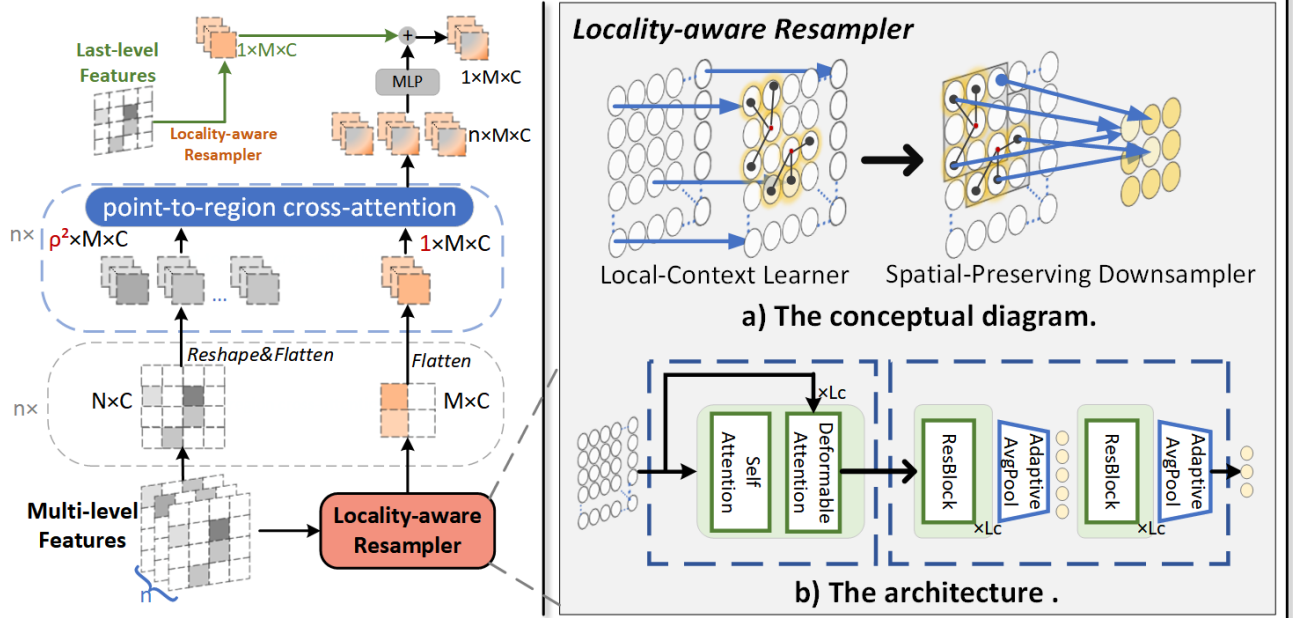 Last-level
Features
1×M×C
Locality-aware
Resampler
+
1×M×C
MLP
n×M×C
point-to-region cross-attention
n×
ρ²×M×C
1×M×C
...
Reshape&Flatten
Flatten
n×
N×C
M×C
Multi-level
Features
n
Locality-aware
Resampler
Locality-aware Resampler
Local-Context Learner
Spatial-Preserving Downsampler
a) The conceptual diagram.
×Lc
Self
Attention
Deformable
Attention
ResBlock
×Lc
Adaptive
AvgPool
ResBlock
×Lc
Adaptive
AvgPool
b) The architecture .